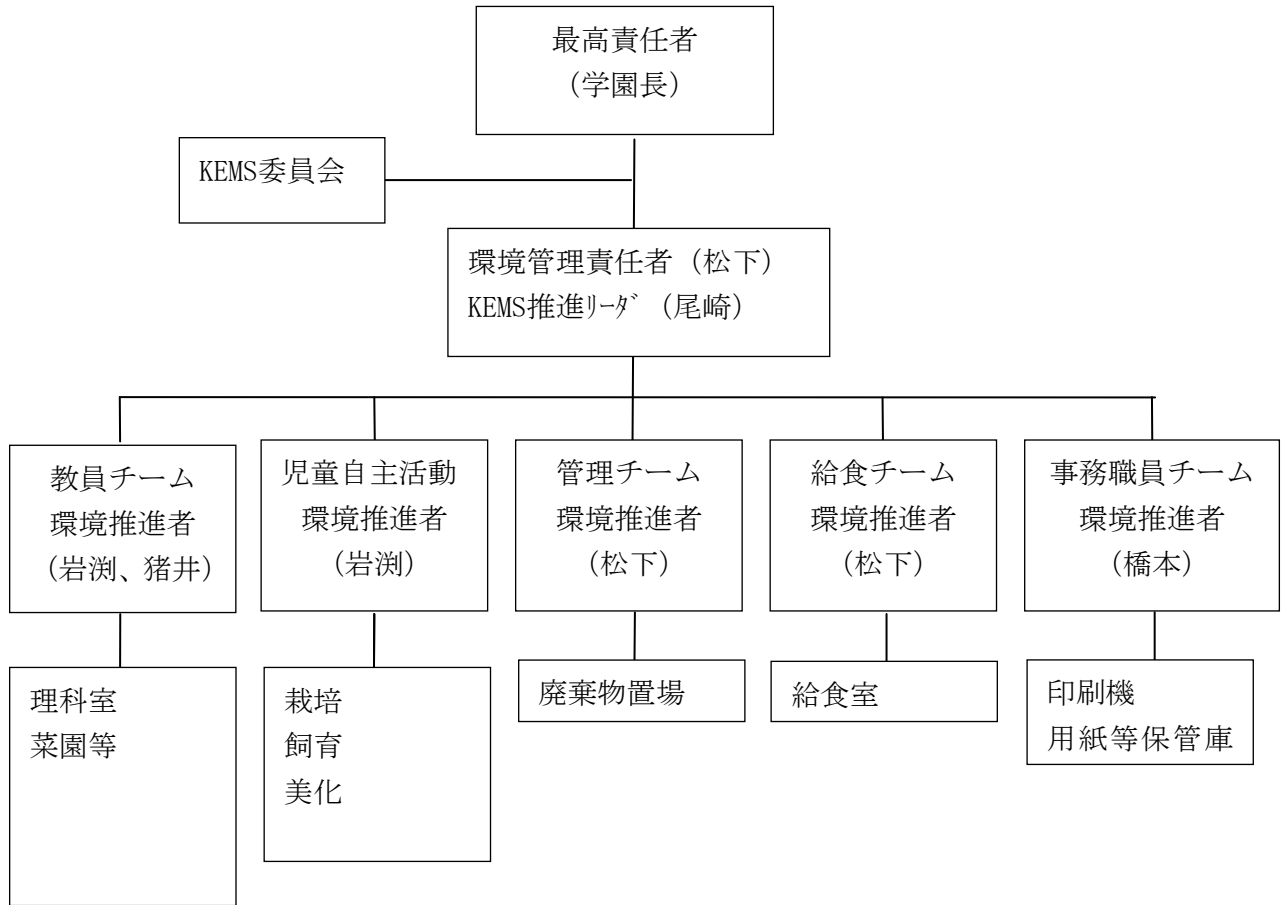 最高責任者
(学園長)
KEMS委員会
環境管理責任者（松下）
KEMS推進ﾘｰﾀﾞ（尾崎）
教員チーム
環境推進者
(岩渕、猪井)
児童自主活動
環境推進者
(岩渕)
管理チーム
環境推進者
(松下)
給食チーム
環境推進者
(松下)
事務職員チーム
環境推進者
(橋本)
理科室
菜園等
栽培
飼育
美化
廃棄物置場
給食室
印刷機
用紙等保管庫